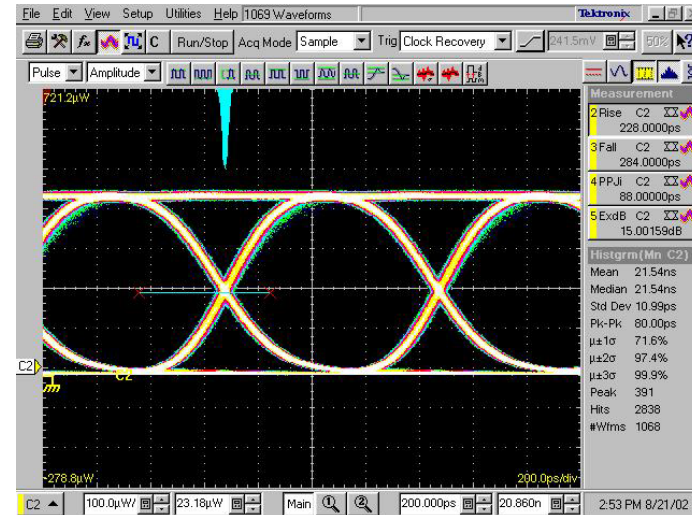 File Edit View Setup Utilities Help 1069 Waveforms Tektronix
C Run/Stop Acq Mode Sample Trig Clock Recovery 241.5mV 50%
Pulse Amplitude
721.2µW
Measurement
2 Rise C2
228.0000ps
3 Fall C2
284.0000ps
4 PPJi C2
88.00000ps
5 ExdB C2
15.00159dB
Histgrm(Mn C2)
Mean 21.54ns
Median 21.54ns
Std Dev 10.99ps
Pk-Pk 80.00ps
µ±1σ 71.6%
µ±2σ 97.4%
µ±3σ 99.9%
Peak 391
Hits 2838
#Wfms 1068
C2
C2
-278.8µW 200.0ps/div
C2 100.0µW/ 23.18µW Main 1 2 200.000ps 20.860n 2:53 PM 8/21/02